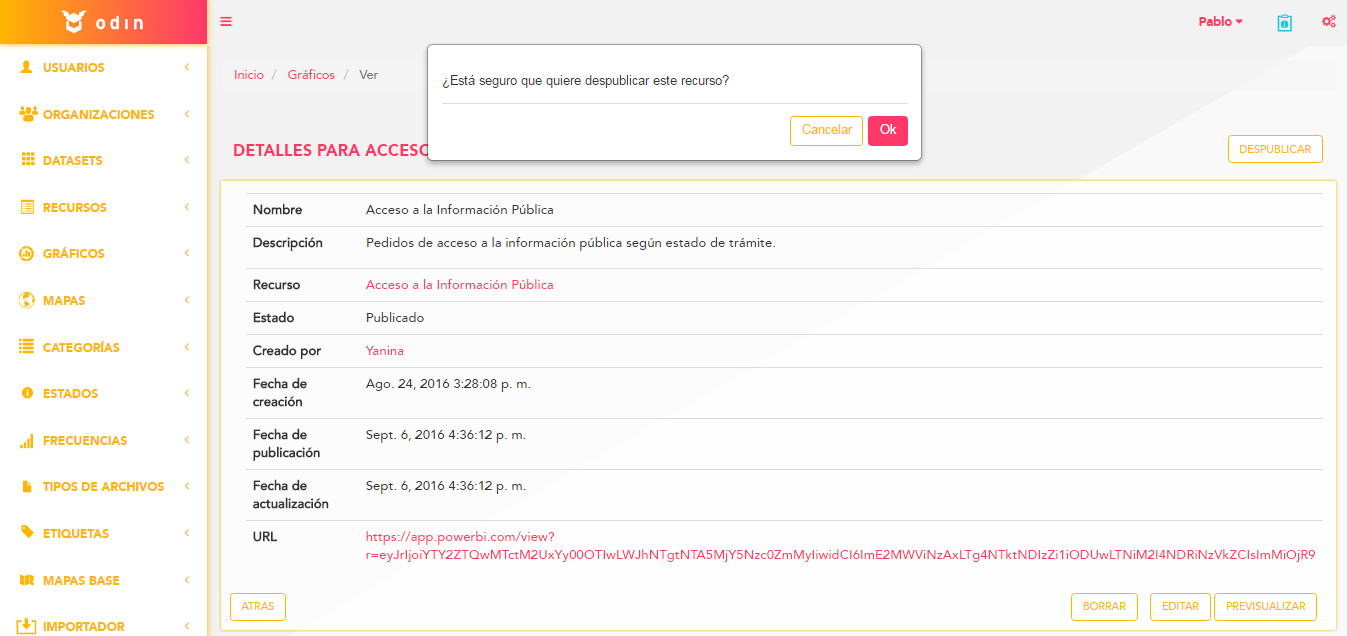 odin
Pablo
USUARIOS
ORGANIZACIONES
DATASETS
RECURSOS
GRÁFICOS
MAPAS
CATEGORÍAS
ESTADOS
FRECUENCIAS
TIPOS DE ARCHIVOS
ETIQUETAS
MAPAS BASE
IMPORTADOR
Inicio / Gráficos / Ver
¿Está seguro que quiere despublicar este recurso?
Cancelar Ok
DETALLES PARA ACCESO
DESPUBLICAR
Nombre Acceso a la Información Pública
Descripción Pedidos de acceso a la información pública según estado de trámite.
Recurso Acceso a la Información Pública
Estado Publicado
Creado por Yanina
Fecha de Ago. 24, 2016 3:28:08 p. m.
creación
Fecha de Sept. 6, 2016 4:36:12 p. m.
publicación
Fecha de Sept. 6, 2016 4:36:12 p. m.
actualización
URL https://app.powerbi.com/view?
r=eyJrIjoiYTY2ZTQwMTctM2UxYy00OTIwLWJhNTgtNTA5MjY5Nzc0ZmMyIiwidCI6ImE2MWViNzAxLTg4NTktNDIzZi1iODUwLTNiM2I4NDRiNzVkZCIsImMiOjR9
ATRAS BORRAR EDITAR PREVISUALIZAR